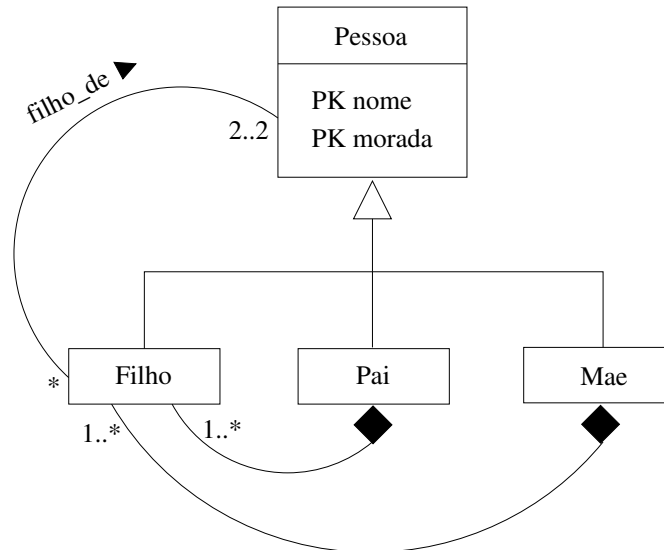 Pessoa
PK nome
PK morada
filho_de
2..2
Filho
Pai
Mae
*
1..*
1..*